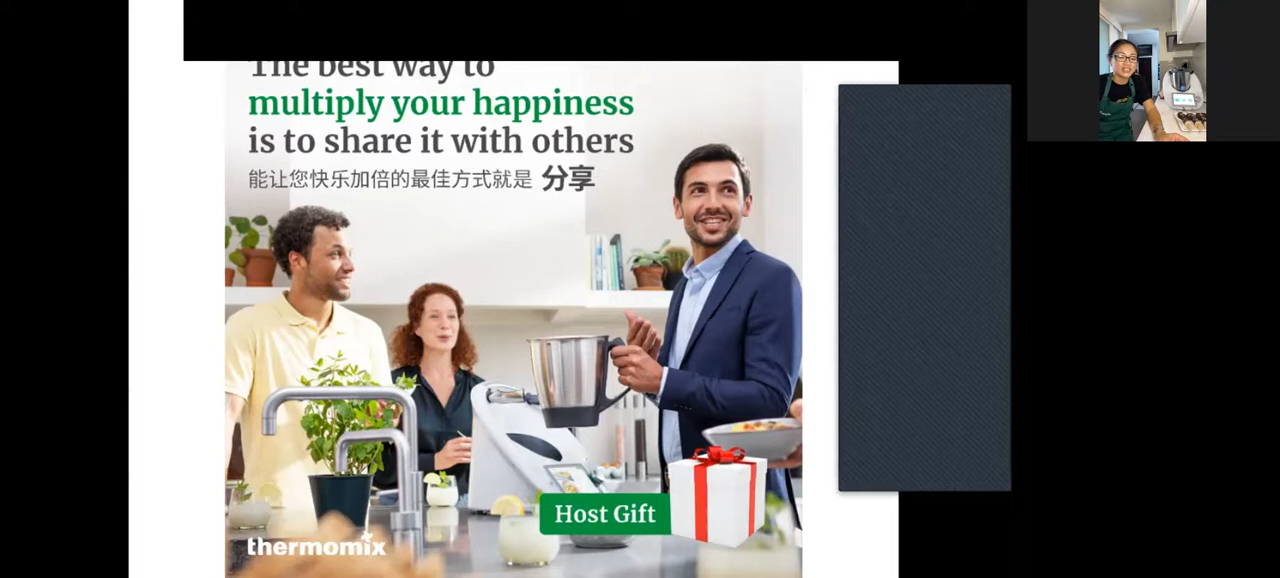 The best way to
multiply your happiness
is to share it with others
能让您快乐加倍的最佳方式就是 分享
Host Gift
thermomix